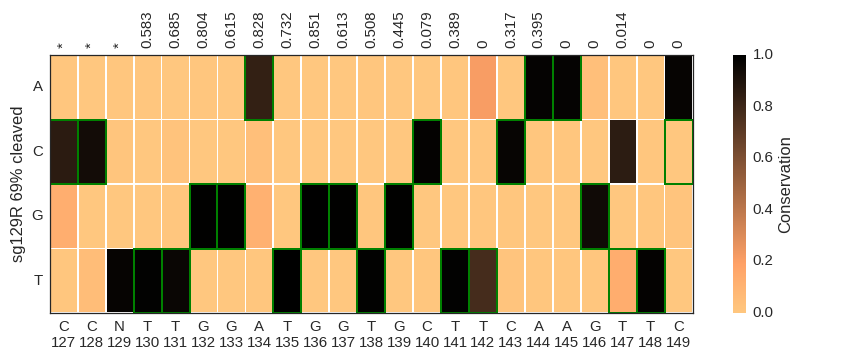 * * * 0.583 0.685 0.804 0.615 0.828 0.732 0.851 0.613 0.508 0.445 0.079 0.389 0 0.317 0.395 0 0 0.014 0 0
sg129R 69% cleaved
A
C
G
T
C C N T T G G A T G G T G C T T C A A G T T C
127 128 129 130 131 132 133 134 135 136 137 138 139 140 141 142 143 144 145 146 147 148 149
1.0
0.8
0.6
0.4
0.2
0.0
Conservation